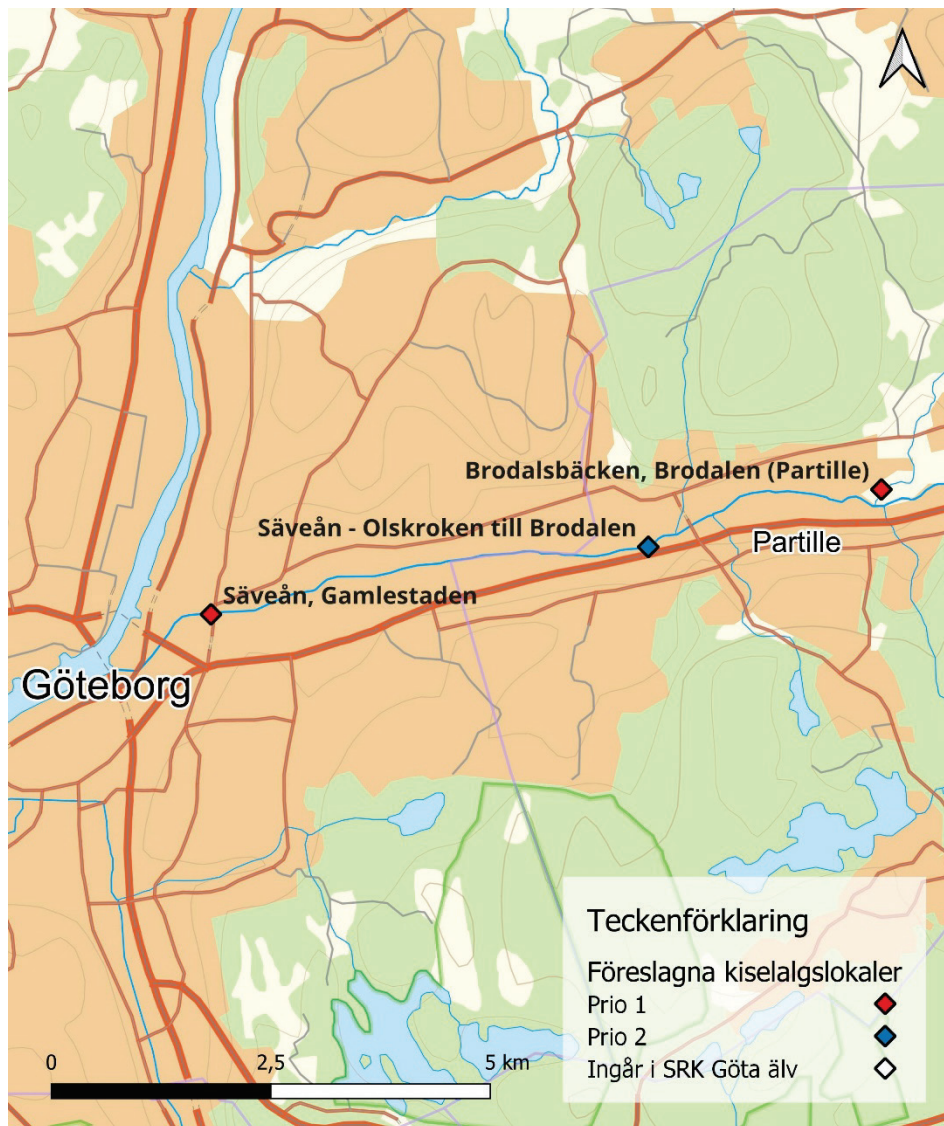 Brodalsbäcken, Brodalen (Partille)
Säveån - Olskroken till Brodalen
Partille
Säveån, Gamlestaden
Göteborg
Teckenförklaring
Föreslagna kiselalgslokaler
Prio 1
Prio 2
Ingår i SRK Göta älv
0 2,5 5 km